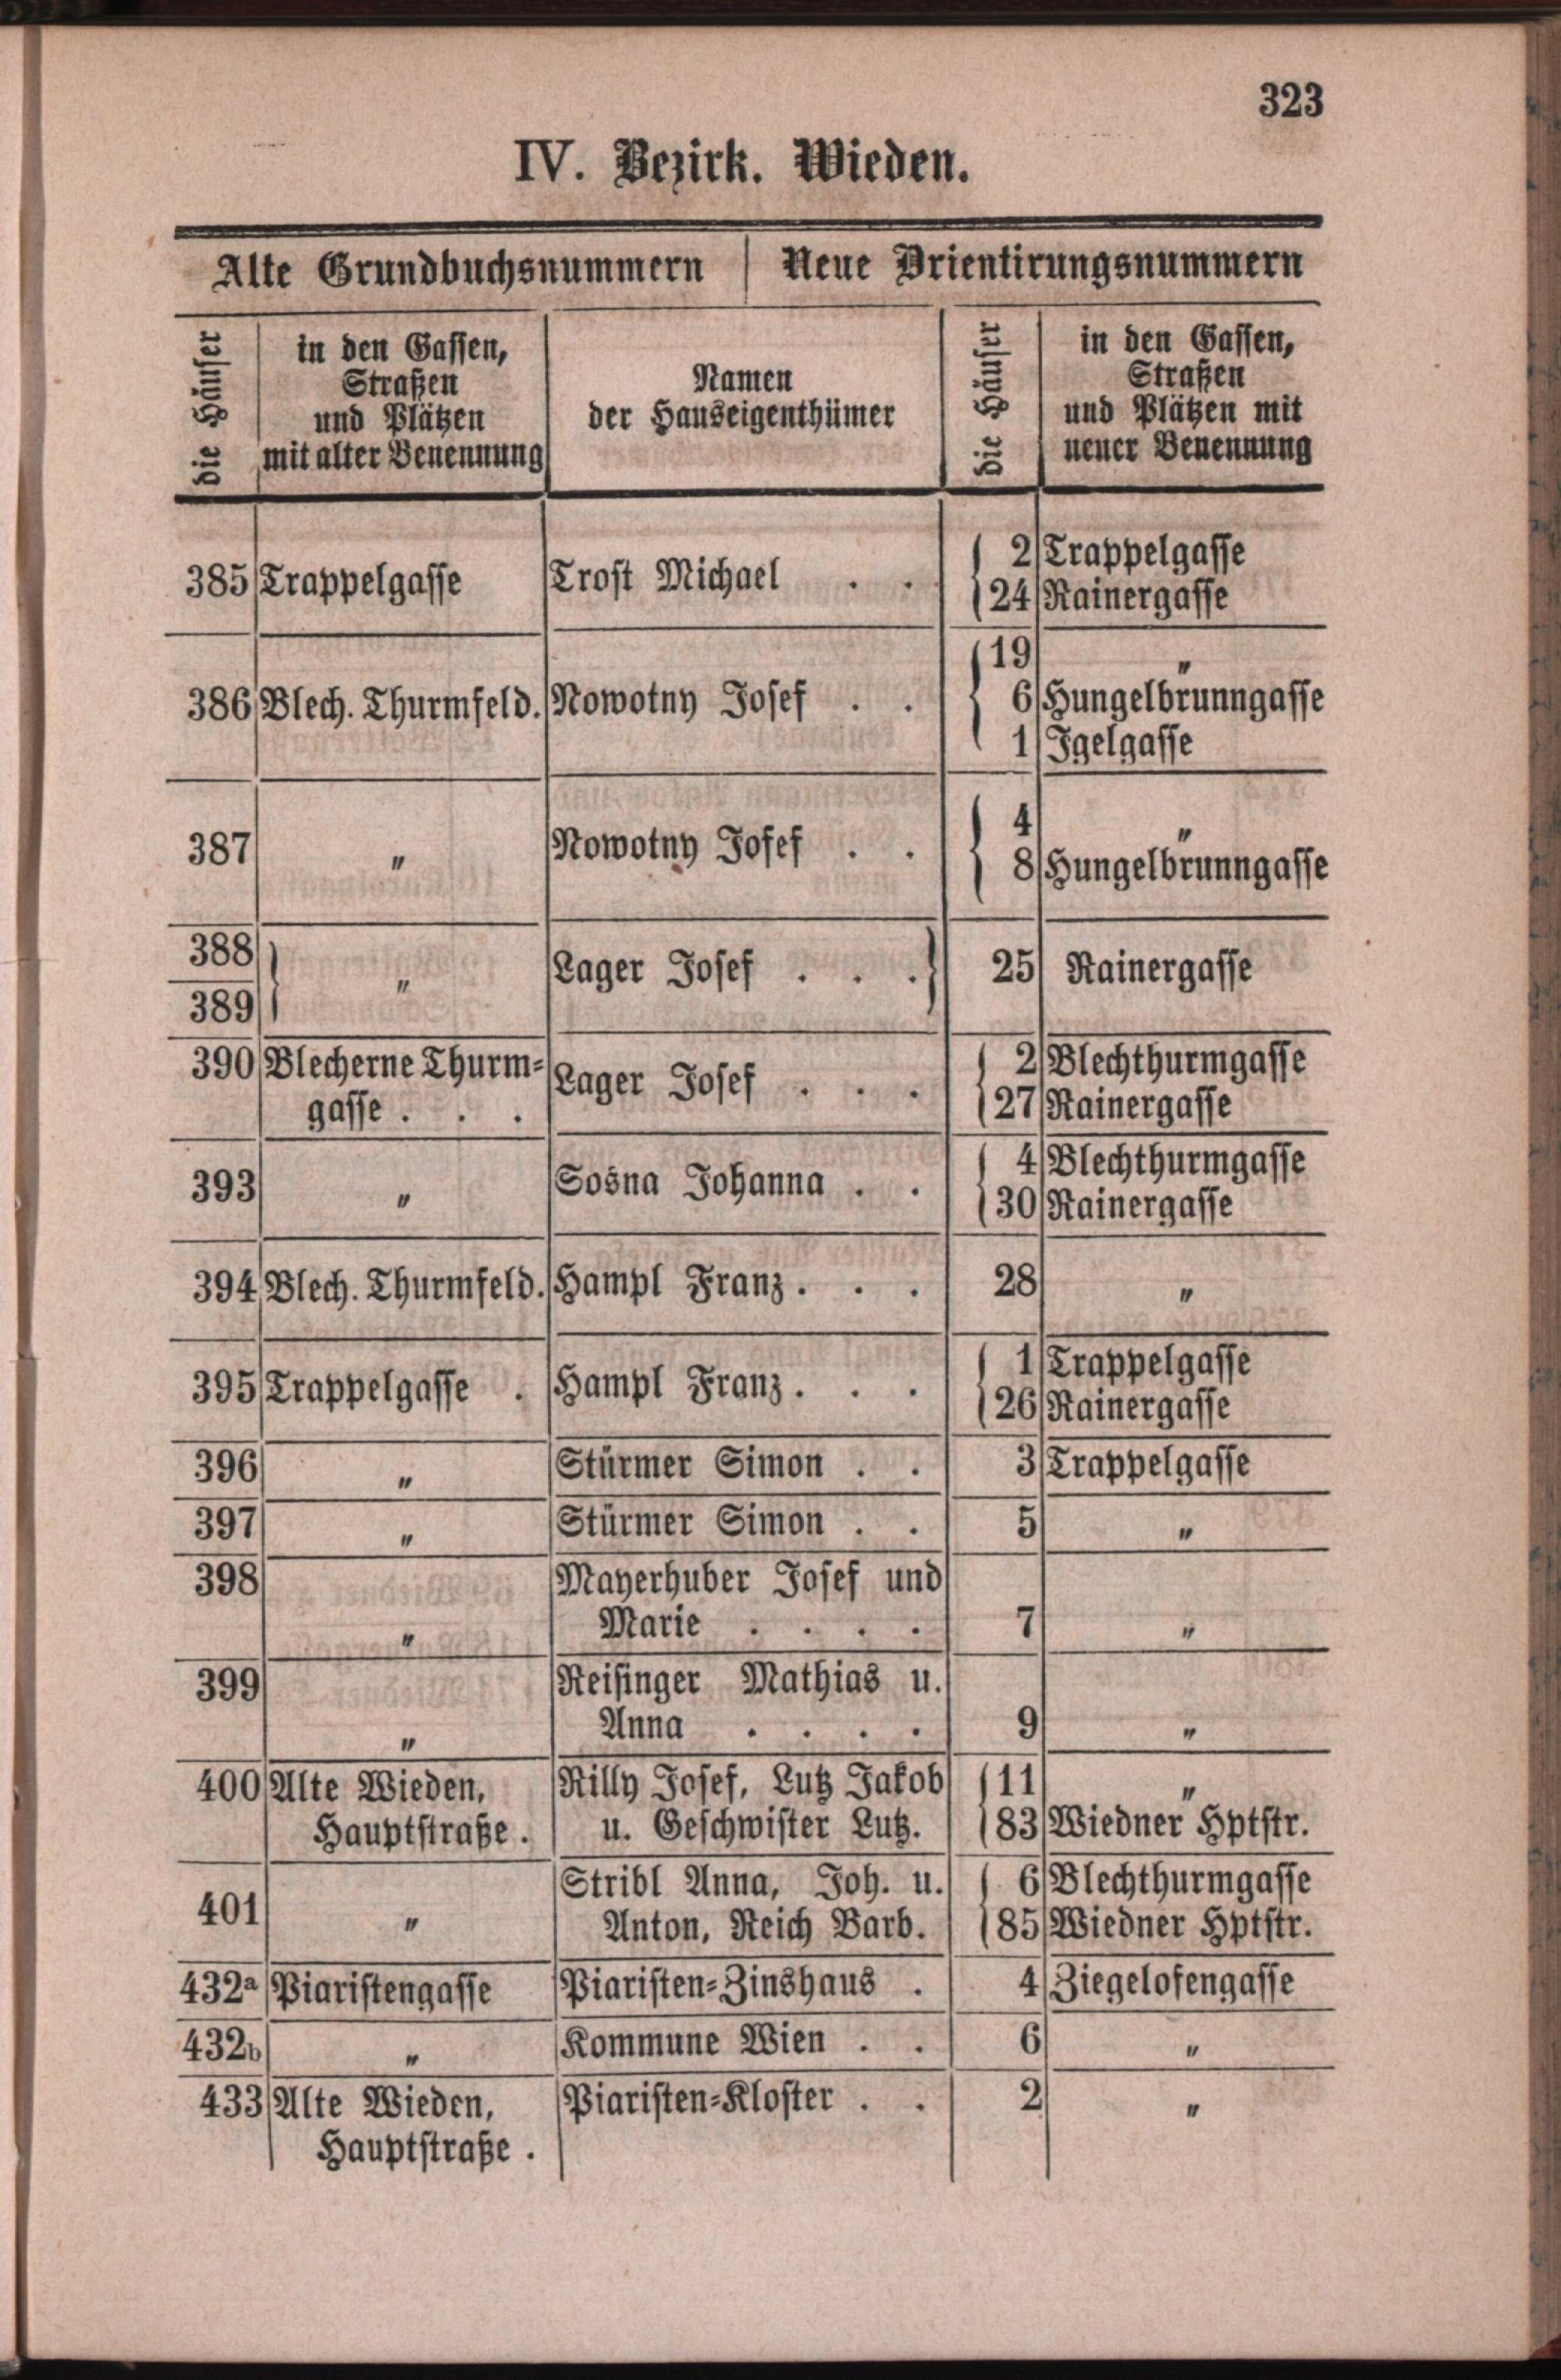 323
IV. Bezirk. Wieden.
Alte Grundbuchsnummern Neue Orientirungsnummern
die Häuser
in den Gassen,
Straßen
und Plätzen
mit alter Benennung
Namen
der Hauseigenthümer
die Häuser
in den Gassen,
Straßen
und Plätzen mit
neuer Benennung
385 Trappelgasse Trost Michael . . 2 Trappelgasse
24 Rainergasse
386 Blech. Thurmfeld. Nowotny Josef . . 19 "
6 Hungelbrunngasse
1 Igelgasse
387 " Nowotny Josef . . 4 "
8 Hungelbrunngasse
388
389 " Lager Josef . . . 25 Rainergasse
390 Blecherne Thurm-
gasse . . . Lager Josef . . . 2 Blechthurmgasse
27 Rainergasse
393 " Sosna Johanna . . 4 Blechthurmgasse
30 Rainergasse
394 Blech. Thurmfeld. Hampl Franz . . . 28 "
395 Trappelgasse . Hampl Franz . . . 1 Trappelgasse
26 Rainergasse
396 " Stürmer Simon . . 3 Trappelgasse
397 " Stürmer Simon . . 5 "
398 " Mayerhuber Josef und
Marie . . . . 7 "
399 " Reisinger Mathias u.
Anna . . . . 9 "
400 Alte Wieden, Rilly Josef, Lutz Jakob 11 "
Hauptstraße . u. Geschwister Lutz. 83 Wiedner Hptstr.
401 " Stribl Anna, Joh. u. 6 Blechthurmgasse
Anton, Reich Barb. 85 Wiedner Hptstr.
432a Piaristengasse Piaristen-Zinshaus . 4 Ziegelofengasse
432b " Kommune Wien . . 6 "
433 Alte Wieden, Piaristen-Kloster . . 2 "
Hauptstraße .